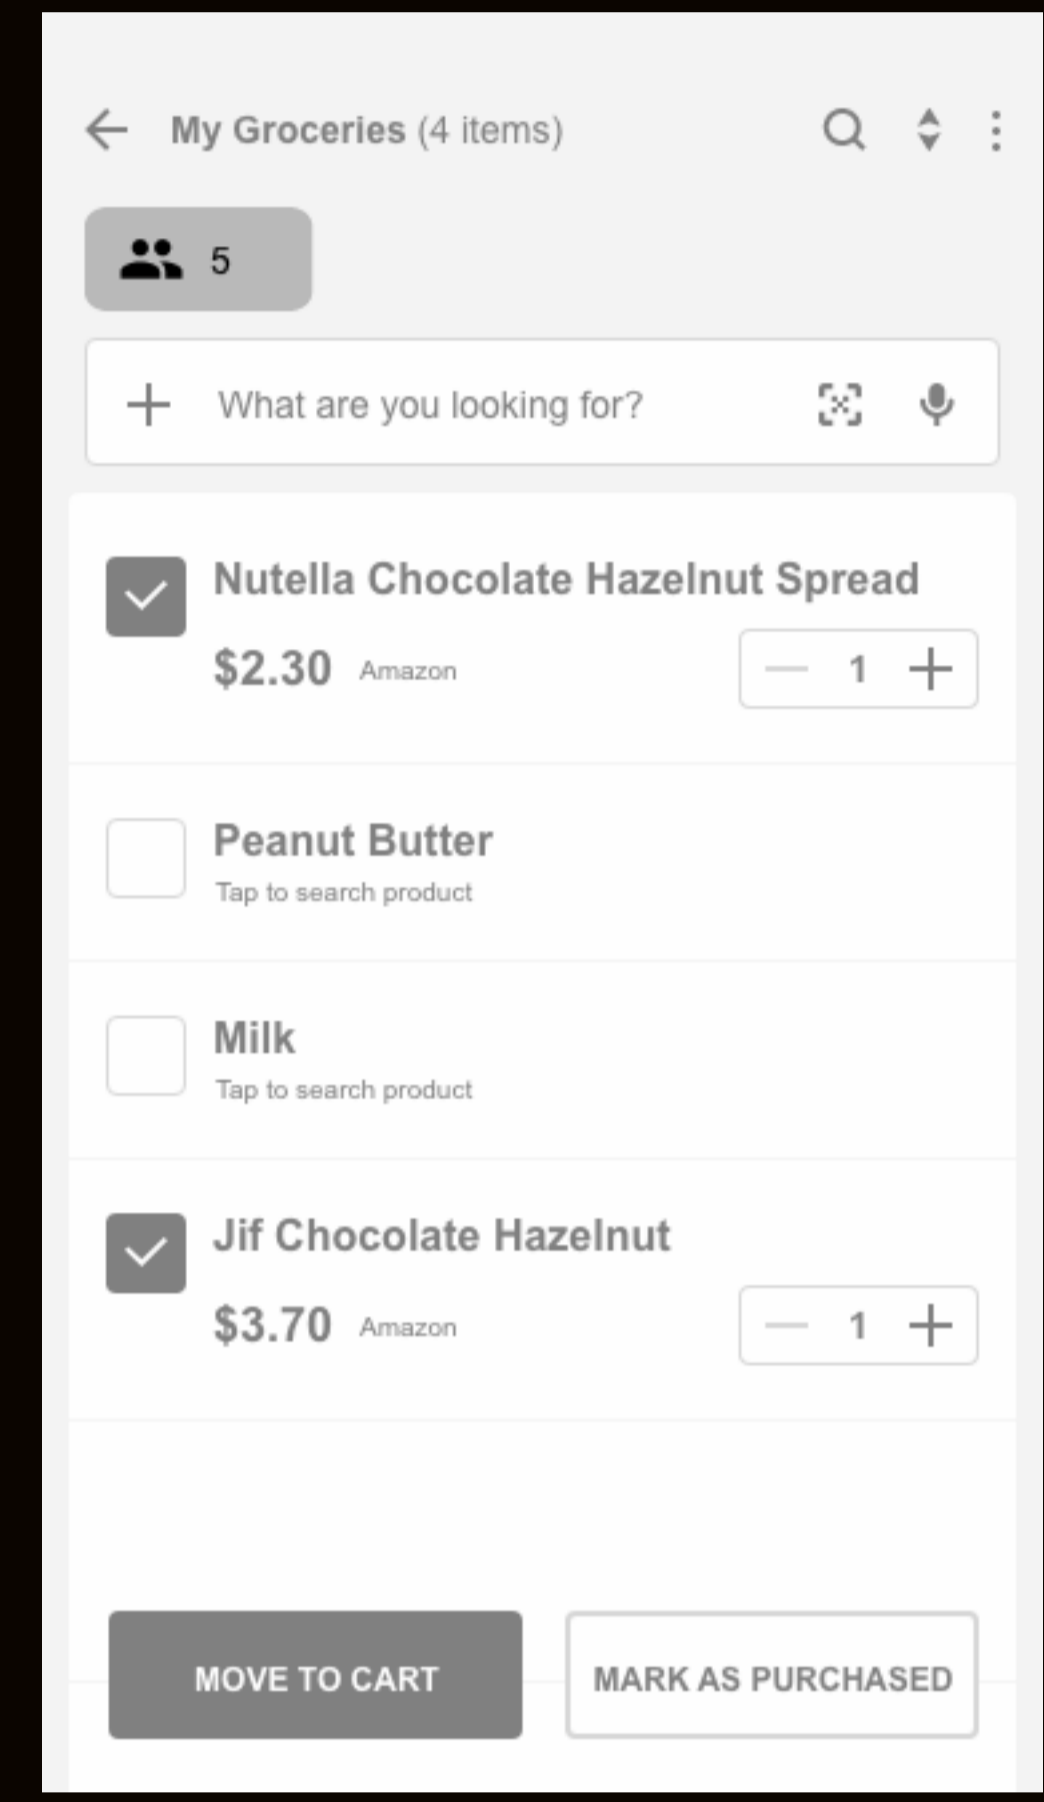 My Groceries (4 items)
5
What are you looking for?
Nutella Chocolate Hazelnut Spread
$2.30 Amazon 1
Peanut Butter
Tap to search product
Milk
Tap to search product
Jif Chocolate Hazelnut
$3.70 Amazon 1
MOVE TO CART MARK AS PURCHASED